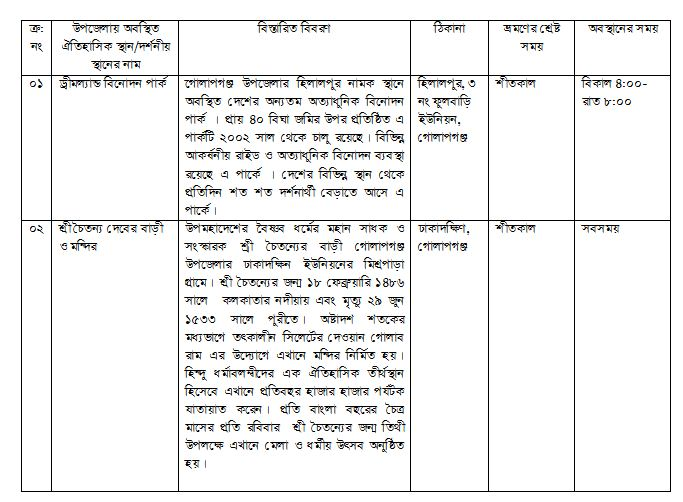 ক্র: নং
উপজেলায় অবস্থিত ঐতিহাসিক স্থান/দর্শনীয় স্থানের নাম
বিস্তারিত বিবরণ
ঠিকানা
ভ্রমণের শ্রেষ্ট সময়
অবস্থানের সময়
০১
ড্রীমল্যান্ড বিনোদন পার্ক
গোলাপগঞ্জ উপজেলার হিলালপুর নামক স্থানে
অবস্থিত দেশের অন্যতম অত্যাধুনিক বিনোদন
পার্ক । প্রায় ৪০ বিঘা জমির উপর প্রতিষ্ঠিত এ
পার্কটি ২০০২ সাল থেকে চালু রয়েছে। বিভিন্ন
আকর্ষনীয় রাইড ও অত্যাধুনিক বিনোদন ব্যবস্থা
রয়েছে এ পার্কে । দেশের বিভিন্ন স্থান থেকে
প্রতিদিন শত শত দর্শনার্থী বেড়াতে আসে এ
পার্কে।
হিলালপুর, ৩
নং ফুলবাড়ি
ইউনিয়ন,
গোলাপগঞ্জ
শীতকাল
বিকাল ৪:০০-
রাত ৮:০০
০২
শ্রী চৈতন্য দেবের বাড়ী
ও মন্দির
উপমহাদেশের বৈষ্ণব ধর্মের মহান সাধক ও
সংস্কারক শ্রী চৈতন্যের বাড়ী গোলাপগঞ্জ
উপজেলার ঢাকাদক্ষিন ইউনিয়নের মিশ্রপাড়া
গ্রামে। শ্রী চৈতন্যের জন্ম ১৮ ফেব্রুয়ারি ১৪৮৬
সালে কলকাতার নদীয়ায় এবং মৃত্যু ২৯ জুন
১৫৩৩ সালে পুরীতে। অষ্টাদশ শতকের
মধ্যভাগে তৎকালীন সিলেটের দেওয়ান গোলাব
রাম এর উদ্যোগে এখানে মন্দির নির্মিত হয়।
হিন্দু ধর্মাবলম্বীদের এক ঐতিহাসিক তীর্থস্থান
হিসেবে এখানে প্রতিবছর হাজার হাজার পর্যটক
যাতায়াত করেন। প্রতি বাংলা বছরের চৈত্র
মাসের প্রতি রবিবার শ্রী চৈতন্যের জন্ম তিথী
উপলক্ষে এখানে মেলা ও ধর্মীয় উৎসব অনুষ্ঠিত
হয়।
ঢাকাদক্ষিণ,
গোলাপগঞ্জ
শীতকাল
সবসময়